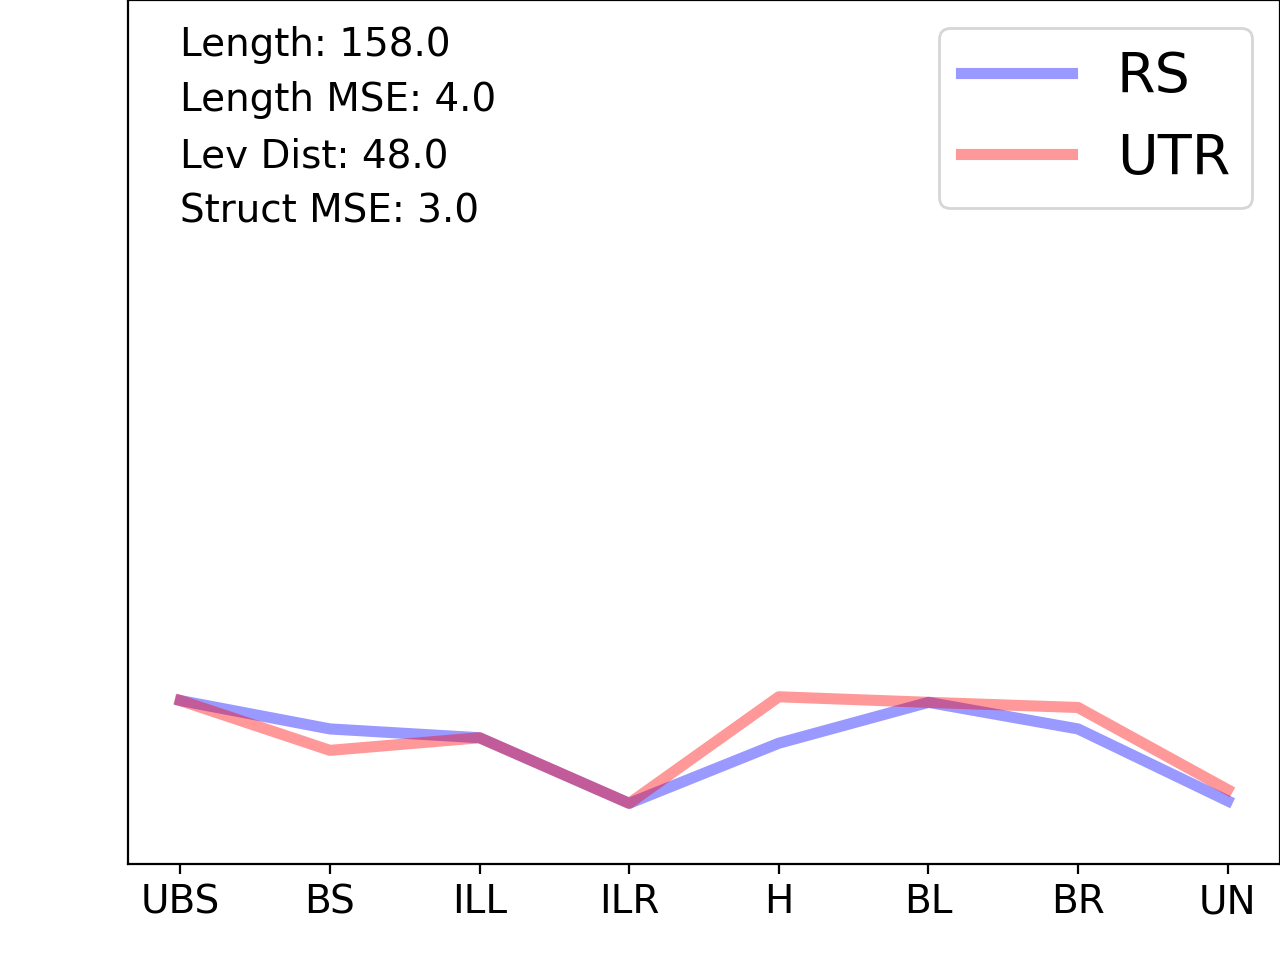 Length: 158.0
Length MSE: 4.0
Lev Dist: 48.0
Struct MSE: 3.0
RS
UTR
UBS BS ILL ILR H BL BR UN